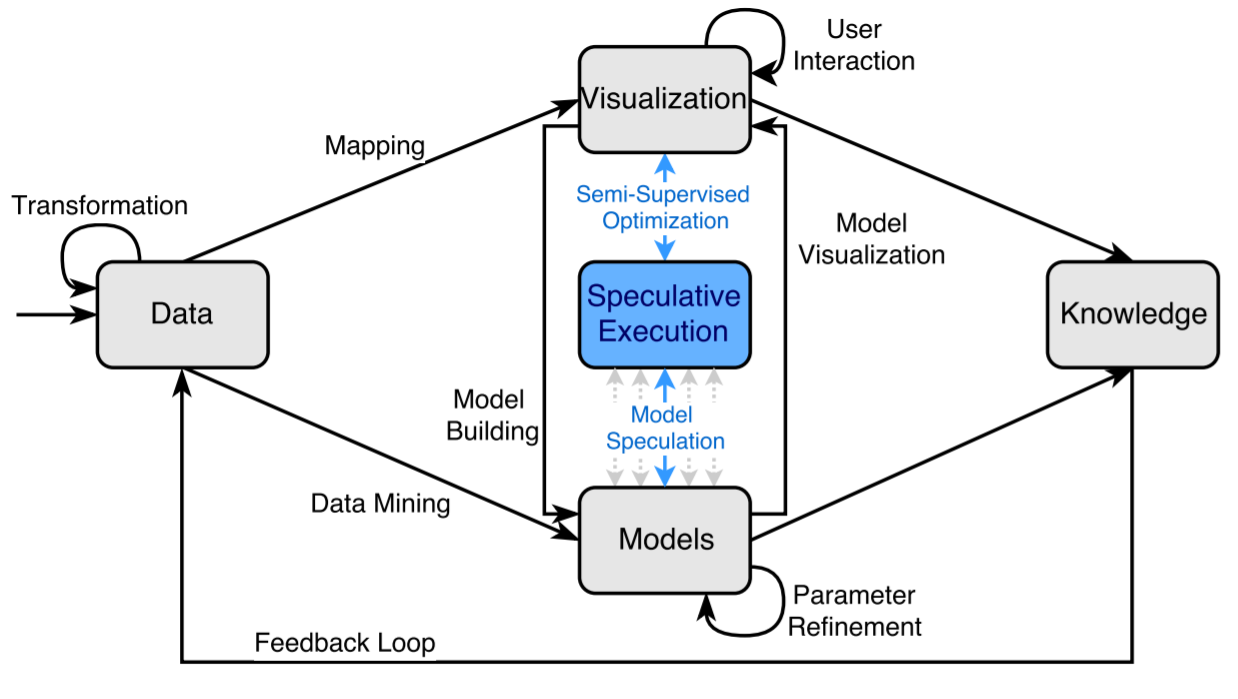 User
Interaction
Visualization
Mapping
Transformation
Semi-Supervised
Optimization
Model
Visualization
Data
Speculative
Execution
Knowledge
Model
Building
Model
Speculation
Data Mining
Models
Parameter
Refinement
Feedback Loop